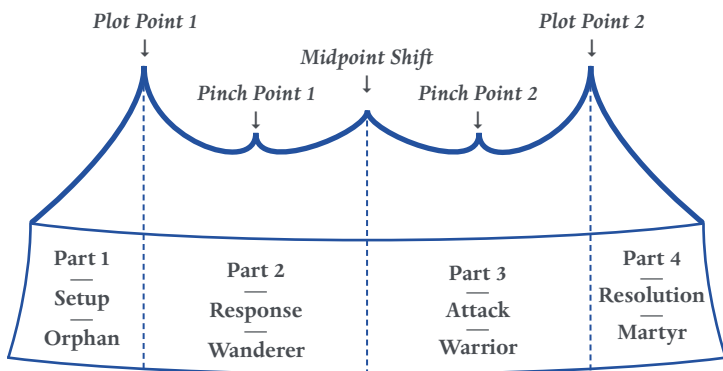 Plot Point 1
Plot Point 2
Midpoint Shift
Pinch Point 1
Pinch Point 2
Part 1
Setup
Orphan
Part 2
Response
Wanderer
Part 3
Attack
Warrior
Part 4
Resolution
Martyr